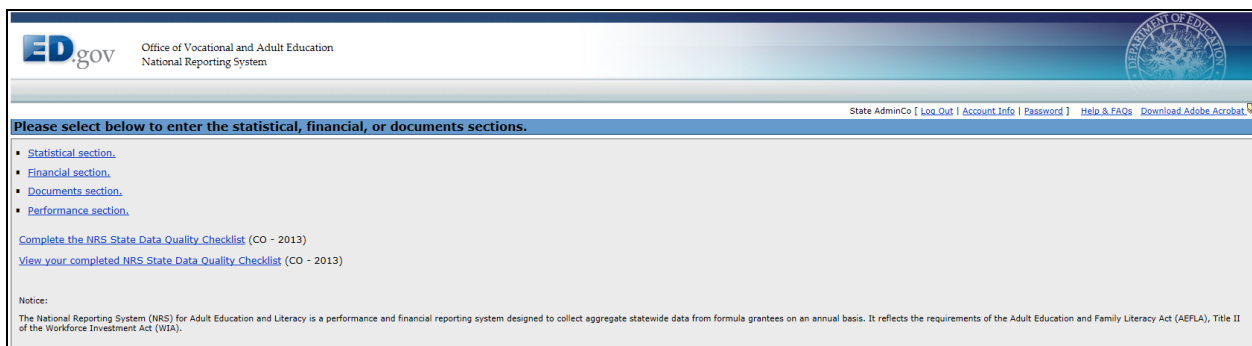 ED.gov
Office of Vocational and Adult Education
National Reporting System
DEPARTMENT OF EDUCATION
State AdminCo [ Log Out | Account Info | Password ] Help & FAQs Download Adobe Acrobat
Please select below to enter the statistical, financial, or documents sections.
Statistical section.
Financial section.
Documents section.
Performance section.
Complete the NRS State Data Quality Checklist (CO - 2013)
View your completed NRS State Data Quality Checklist (CO - 2013)
Notice:
The National Reporting System (NRS) for Adult Education and Literacy is a performance and financial reporting system designed to collect aggregate statewide data from formula grantees on an annual basis. It reflects the requirements of the Adult Education and Family Literacy Act (AEFLA), Title II
of the Workforce Investment Act (WIA).